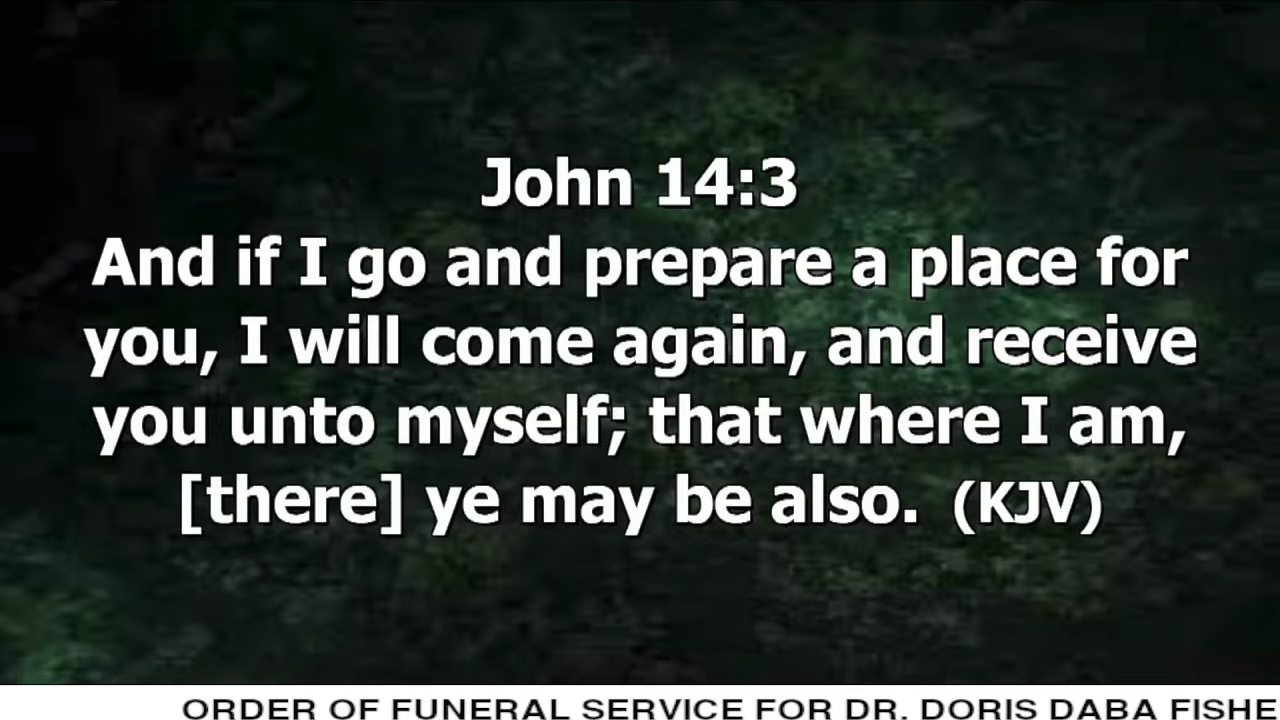 John 14:3
And if I go and prepare a place for
you, I will come again, and receive
you unto myself; that where I am,
[there] ye may be also. (KJV)
ORDER OF FUNERAL SERVICE FOR DR. DORIS DABA FISHE